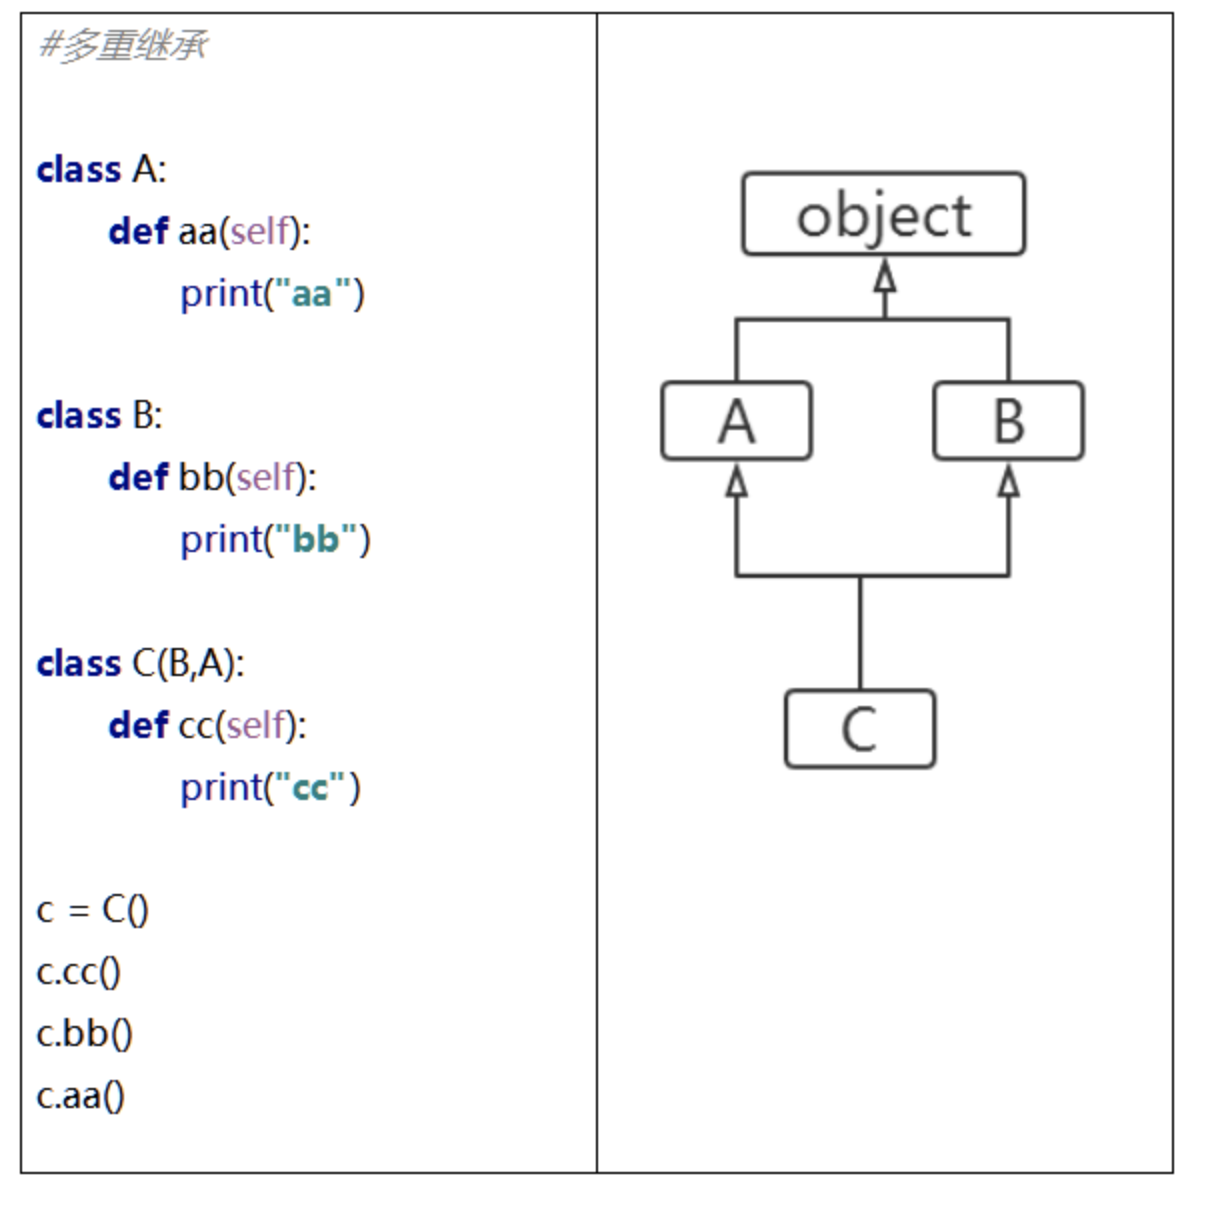 #多重继承
class A:
def aa(self):
print("aa")
class B:
def bb(self):
print("bb")
class C(B,A):
def cc(self):
print("cc")
c = C()
c.cc()
c.bb()
c.aa()
object
A
B
C